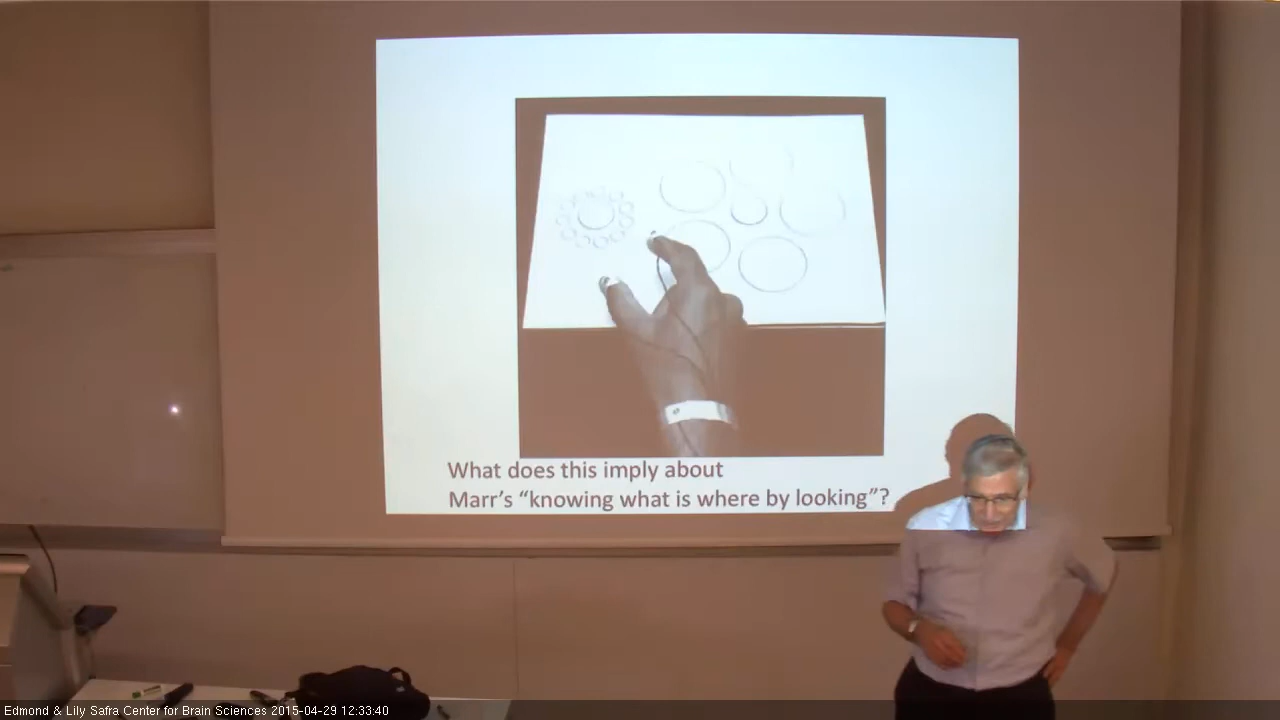 What does this imply about
Marr's “knowing what is where by looking”?
Edmond & Lily Safra Center for Brain Sciences 2015-04-29 12:33:40